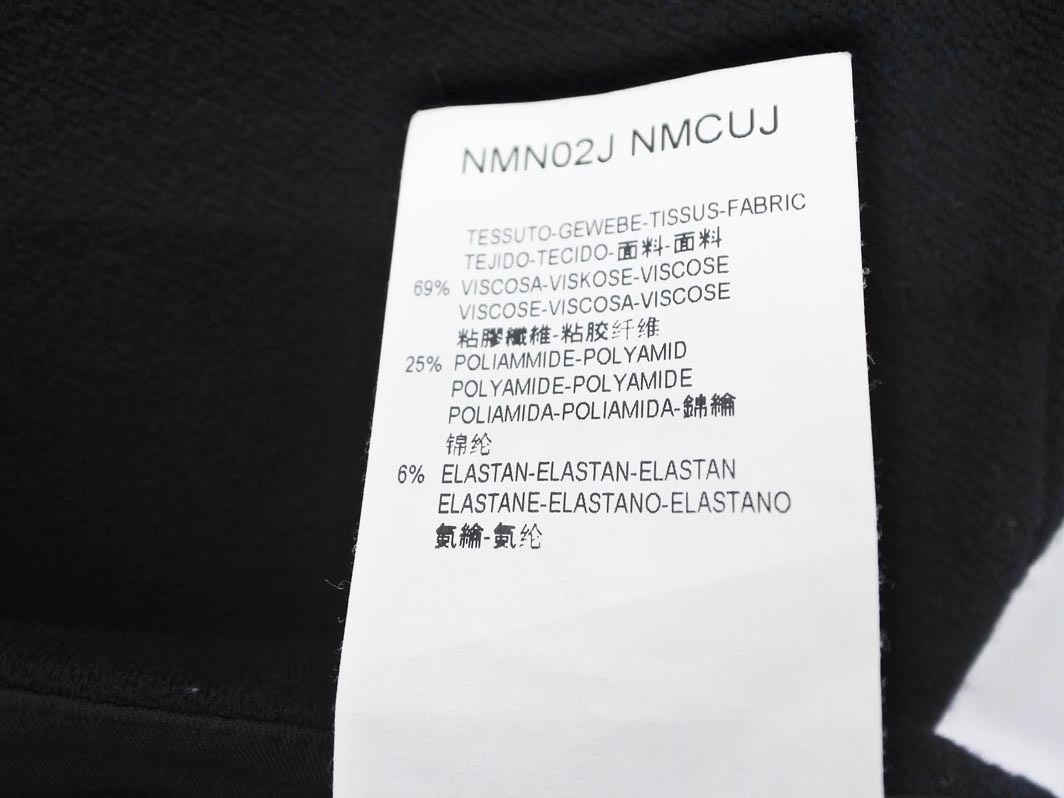 NMN02J NMCUJ
TESSUTO-GEWEBE-TISSUS-FABRIC
TEJIDO-TECIDO-面料-面料
69% VISCOSA-VISKOSE-VISCOSE
VISCOSE-VISCOSA-VISCOSE
粘膠纖維-粘胶纤维
25% POLIAMMIDE-POLYAMID
POLYAMIDE-POLYAMIDE
POLIAMIDA-POLIAMIDA-錦綸
锦纶
6% ELASTAN-ELASTAN-ELASTAN
ELASTANE-ELASTANO-ELASTANO
氨綸-氨纶